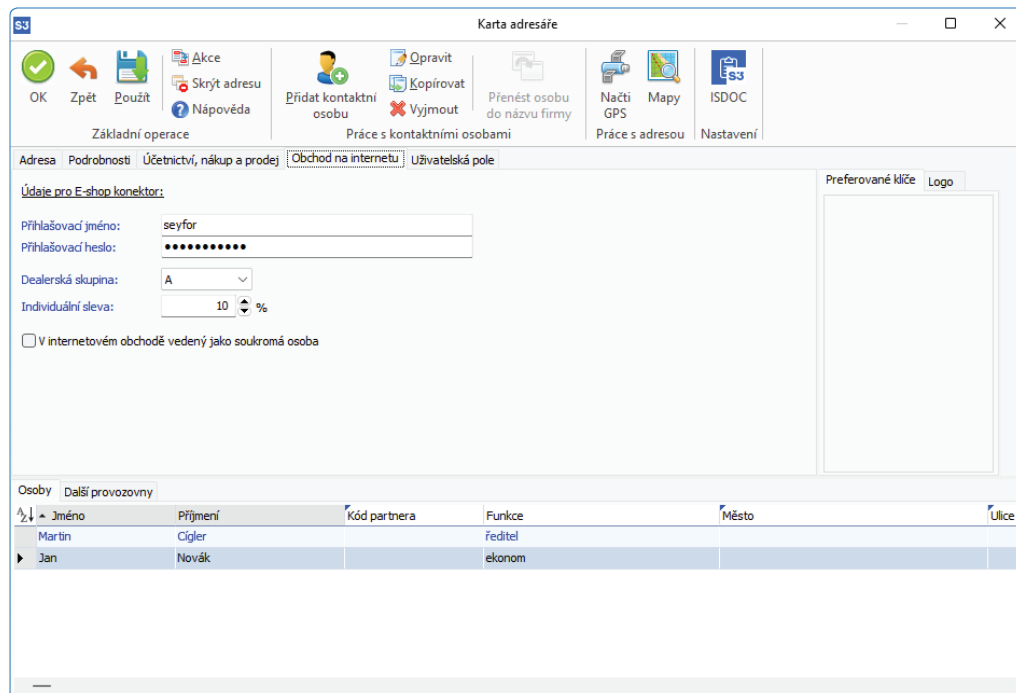 S3 Karta adresáře
OK Zpět Použít
Akce
Skrýt adresu
Nápověda
Základní operace
Přidat kontaktní osobu
Opravit
Kopírovat
Vyjmout
Přenést osobu do názvu firmy
Práce s kontaktními osobami
Načti GPS
Mapy
Práce s adresou
S3
ISDOC
Nastavení
Adresa Podrobnosti Účetnictví, nákup a prodej Obchod na internetu Uživatelská pole
Údaje pro E-shop konektor:
Přihlašovací jméno: seyfor
Přihlašovací heslo: •••••••••••
Dealerská skupina: A
Individuální sleva: 10 %
V internetovém obchodě vedený jako soukromá osoba
Preferované klíče Logo
Osoby Další provozovny
Jméno Příjmení Kód partnera Funkce Město Ulice
Martin Cígler ředitel
Jan Novák ekonom